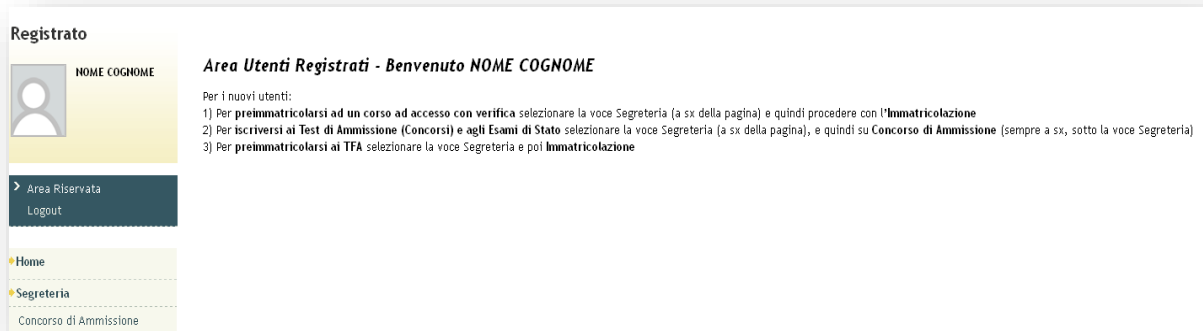 Registrato
NOME COGNOME
Area Riservata
Logout
Home
Segreteria
Concorso di Ammissione
Area Utenti Registrati - Benvenuto NOME COGNOME
Per i nuovi utenti:
1) Per preimmatricolarsi ad un corso ad accesso con verifica selezionare la voce Segreteria (a sx della pagina) e quindi procedere con l'Immatricolazione
2) Per iscriversi ai Test di Ammissione (Concorsi) e agli Esami di Stato selezionare la voce Segreteria (a sx della pagina), e quindi su Concorso di Ammissione (sempre a sx, sotto la voce Segreteria)
3) Per preimmatricolarsi ai TFA selezionare la voce Segreteria e poi Immatricolazione